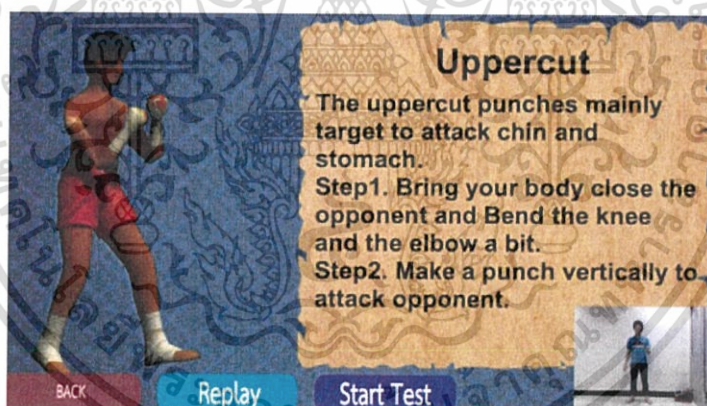 Uppercut
The uppercut punches mainly
target to attack chin and
stomach.
Step1. Bring your body close the
opponent and Bend the knee
and the elbow a bit.
Step2. Make a punch vertically to
attack opponent.
BACK
Replay
Start Test